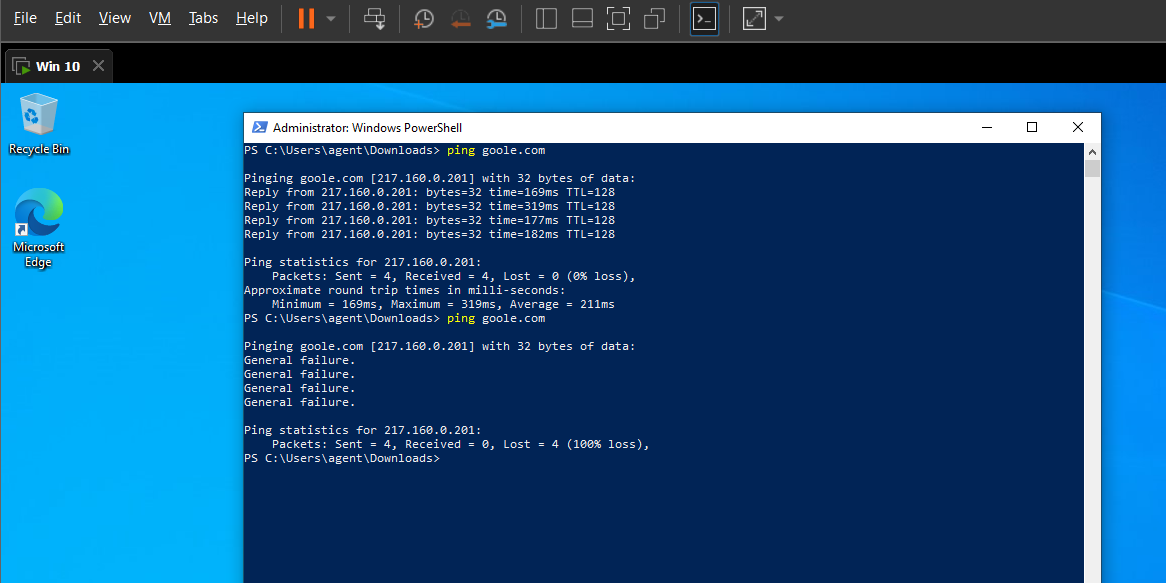 File Edit View VM Tabs Help
Win 10
Recycle Bin
Microsoft
Edge
Administrator: Windows PowerShell
PS C:\Users\agent\Downloads> ping goole.com
Pinging goole.com [217.160.0.201] with 32 bytes of data:
Reply from 217.160.0.201: bytes=32 time=169ms TTL=128
Reply from 217.160.0.201: bytes=32 time=319ms TTL=128
Reply from 217.160.0.201: bytes=32 time=177ms TTL=128
Reply from 217.160.0.201: bytes=32 time=182ms TTL=128
Ping statistics for 217.160.0.201:
    Packets: Sent = 4, Received = 4, Lost = 0 (0% loss),
Approximate round trip times in milli-seconds:
    Minimum = 169ms, Maximum = 319ms, Average = 211ms
PS C:\Users\agent\Downloads> ping goole.com
Pinging goole.com [217.160.0.201] with 32 bytes of data:
General failure.
General failure.
General failure.
General failure.
Ping statistics for 217.160.0.201:
    Packets: Sent = 4, Received = 0, Lost = 4 (100% loss),
PS C:\Users\agent\Downloads>